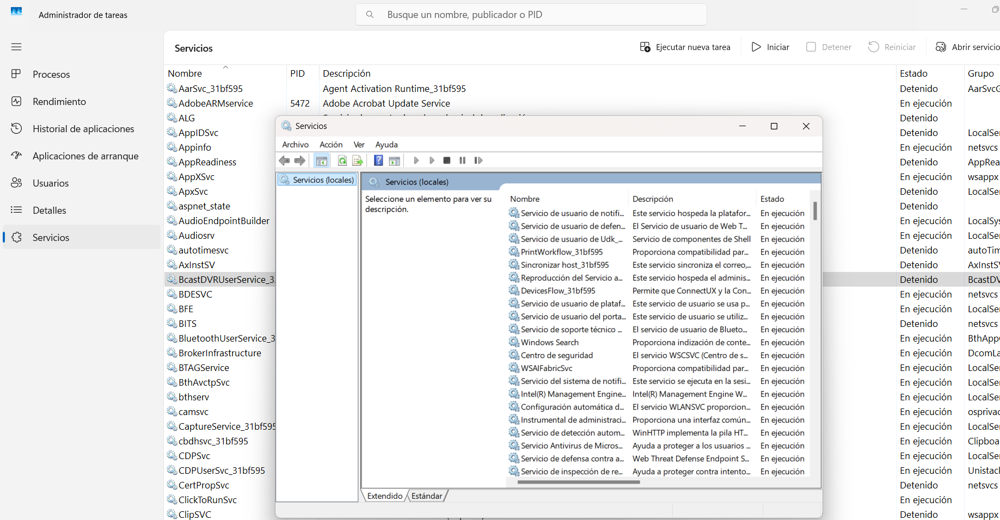 Administrador de tareas
Busque un nombre, publicador o PID
Servicios
Ejecutar nueva tarea
Iniciar
Detener
Reiniciar
Abrir servicio
Procesos
Rendimiento
Historial de aplicaciones
Aplicaciones de arranque
Usuarios
Detalles
Servicios
Nombre PID Descripción Estado Grupo
AarSvc_31bf595 Agent Activation Runtime_31bf595 Detenido AarSvcG
AdobeARMservice 5472 Adobe Acrobat Update Service En ejecución
ALG Detenido
AppIDSvc Detenido LocalSer
Appinfo En ejecución netsvcs
AppReadiness Detenido AppRea
AppXSvc En ejecución wsappx
ApxSvc Detenido LocalSer
aspnet_state Detenido
AudioEndpointBuilder En ejecución LocalSys
Audiosrv En ejecución LocalSer
autotimesvc Detenido autoTim
AxInstSV Detenido AxInstSV
BcastDVRUserService_3 Detenido BcastDV
BDESVC En ejecución netsvcs
BFE En ejecución LocalSer
BITS Detenido netsvcs
BluetoothUserService_3 En ejecución BthApp
BrokerInfrastructure En ejecución DcomLa
BTAGService En ejecución LocalSer
BthAvctpSvc En ejecución LocalSer
bthserv En ejecución LocalSer
camsvc En ejecución osprivac
CaptureService_31bf595 En ejecución LocalSer
cbdhsvc_31bf595 En ejecución Clipboa
CDPSvc En ejecución LocalSer
CDPUserSvc_31bf595 En ejecución Unistack
CertPropSvc Detenido netsvcs
ClickToRunSvc En ejecución
ClipSVC Detenido wsappx
Servicios
Archivo Acción Ver Ayuda
Servicios (locales)
Servicios (locales)
Seleccione un elemento para ver su
descripción.
Nombre Descripción Estado
Servicio de usuario de notifi... Este servicio hospeda la platafor... En ejecución
Servicio de usuario de defen... El Servicio de usuario de Web T... En ejecución
Servicio de usuario de Udk_... Servicio de componentes de Shell En ejecución
PrintWorkflow_31bf595 Proporciona compatibilidad par... En ejecución
Sincronizar host_31bf595 Este servicio sincroniza el correo,... En ejecución
Reproducción del Servicio a... Este servicio hospeda el adminis... En ejecución
DevicesFlow_31bf595 Permite que ConnectUX y la Con... En ejecución
Servicio de usuario de plataf... Este servicio de usuario se usa p... En ejecución
Servicio de usuario del porta... Este servicio de usuario se utiliz... En ejecución
Servicio de soporte técnico ... El servicio de usuario de Blueto... En ejecución
Windows Search Proporciona indización de conte... En ejecución
Centro de seguridad El servicio WSCSVC (Centro de s... En ejecución
WSAIFabricSvc Proporciona compatibilidad par... En ejecución
Servicio del sistema de notifi... Este servicio se ejecuta en la sesi... En ejecución
Intel(R) Management Engine... Intel(R) Management Engine W... En ejecución
Configuración automática d... El servicio WLANSVC proporcion... En ejecución
Instrumental de administraci... Proporciona una interfaz común... En ejecución
Servicio de detección autom... WinHTTP implementa la pila HT... En ejecución
Servicio Antivirus de Micros... Ayuda a proteger a los usuarios ... En ejecución
Servicio de defensa contra a... Web Threat Defense Endpoint S... En ejecución
Servicio de inspección de re... Ayuda a proteger contra intento... En ejecución
Extendido Estándar